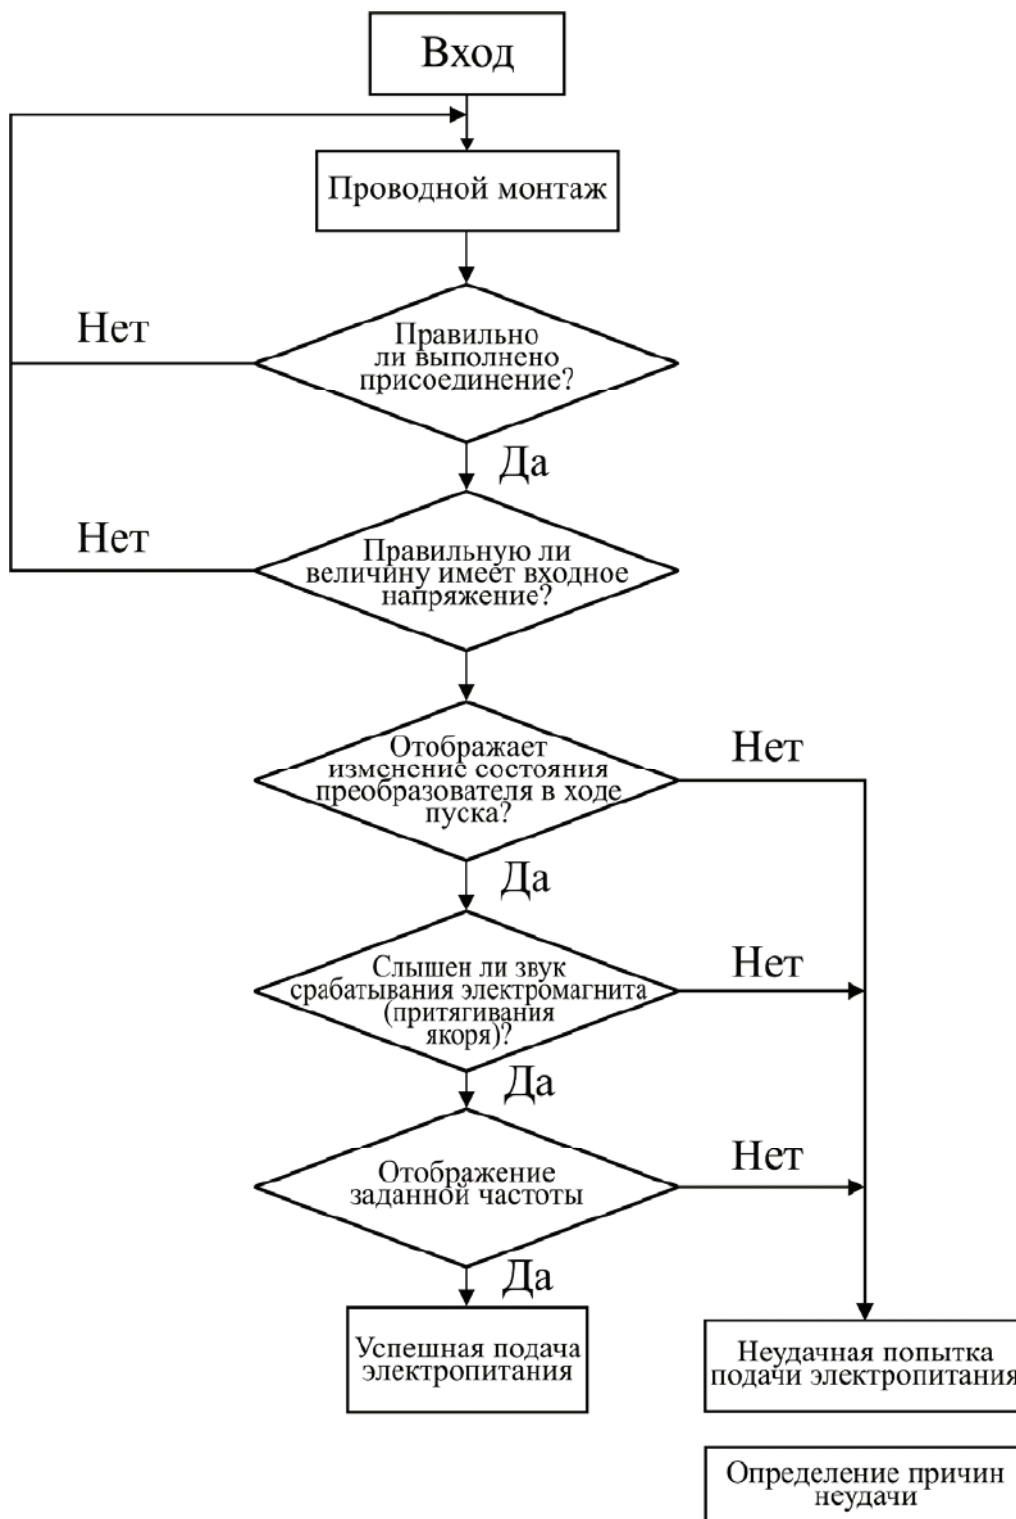 Вход
Проводной монтаж
Нет
Правильно
ли выполнено
присоединение?
Да
Нет
Правильную ли
величину имеет входное
напряжение?
Отображает
изменение состояния
преобразователя в ходе
пуска?
Нет
Да
Слышен ли звук
срабатывания электромагнита
(притягивания
якоря)?
Нет
Да
Отображение
заданной частоты
Нет
Да
Успешная подача
электропитания
Неудачная попытка
подачи электропитания
Определение причин
неудачи